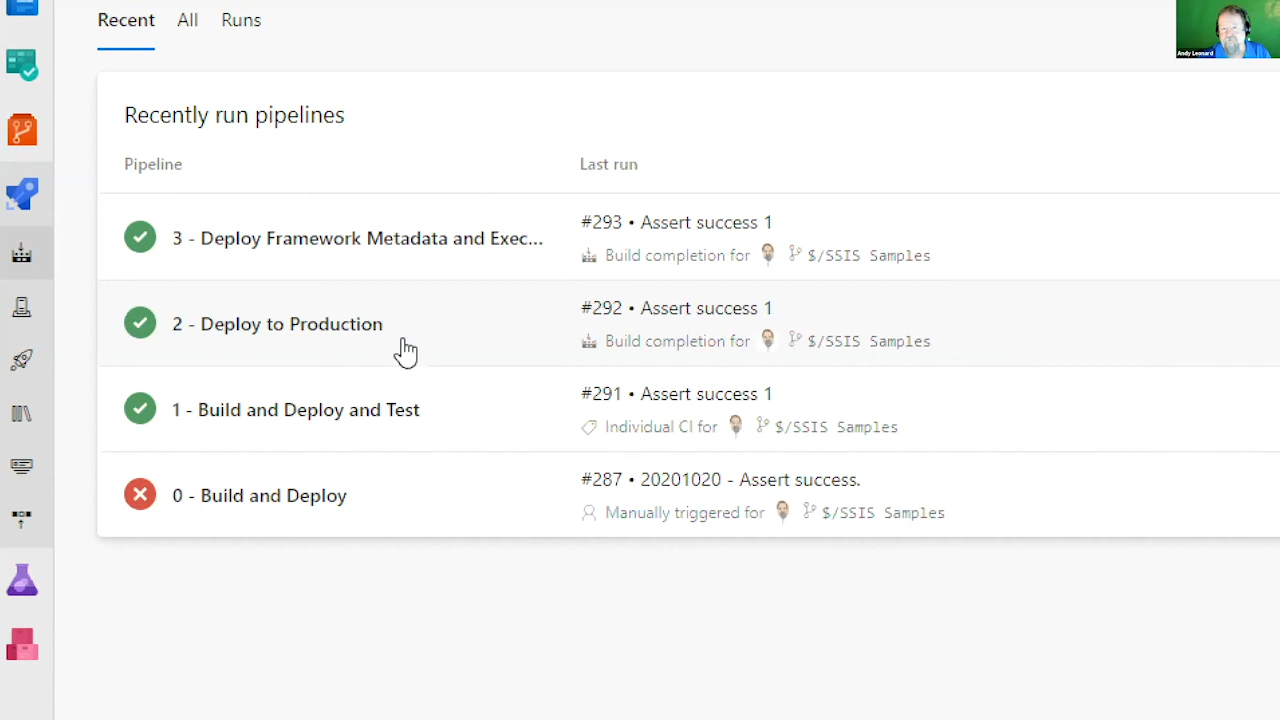 Recent All Runs
Andy Leonard
Recently run pipelines
Pipeline Last run
3 - Deploy Framework Metadata and Exec... #293 • Assert success 1
Build completion for $/SSIS Samples
2 - Deploy to Production #292 • Assert success 1
Build completion for $/SSIS Samples
1 - Build and Deploy and Test #291 • Assert success 1
Individual CI for $/SSIS Samples
0 - Build and Deploy #287 • 20201020 - Assert success.
Manually triggered for $/SSIS Samples